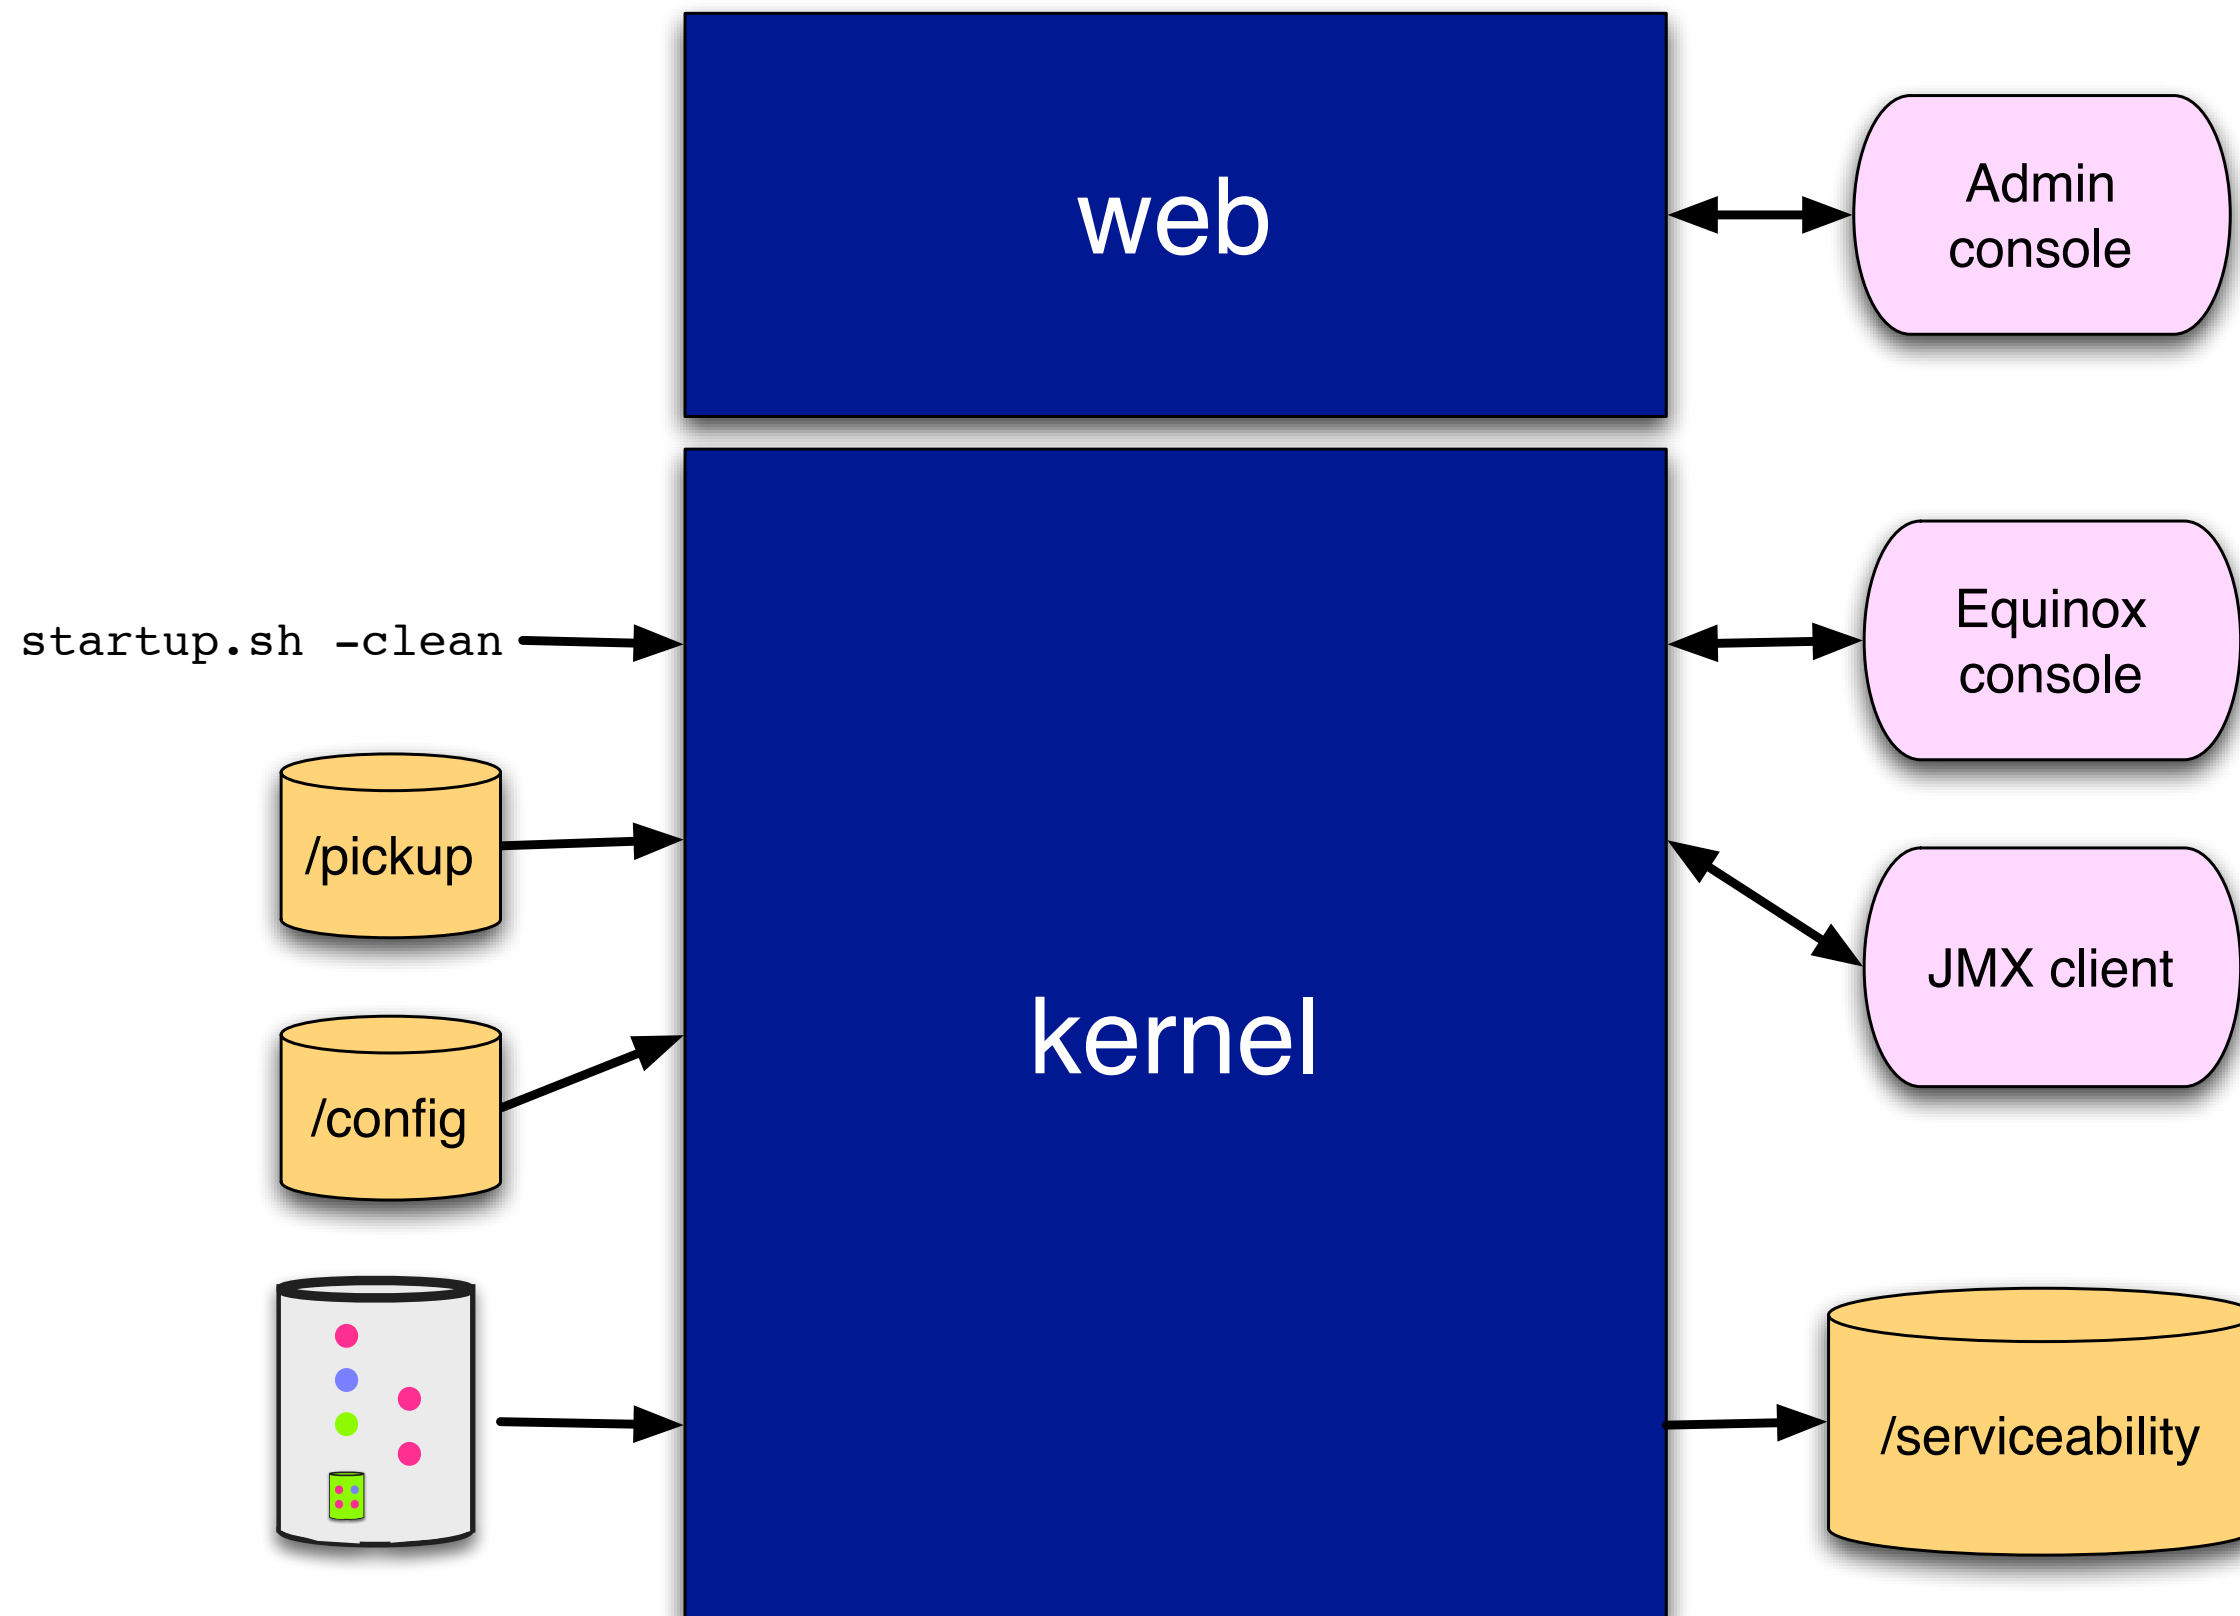 web
Admin
console
startup.sh -clean
Equinox
console
/pickup
JMX client
/config
kernel
/serviceability